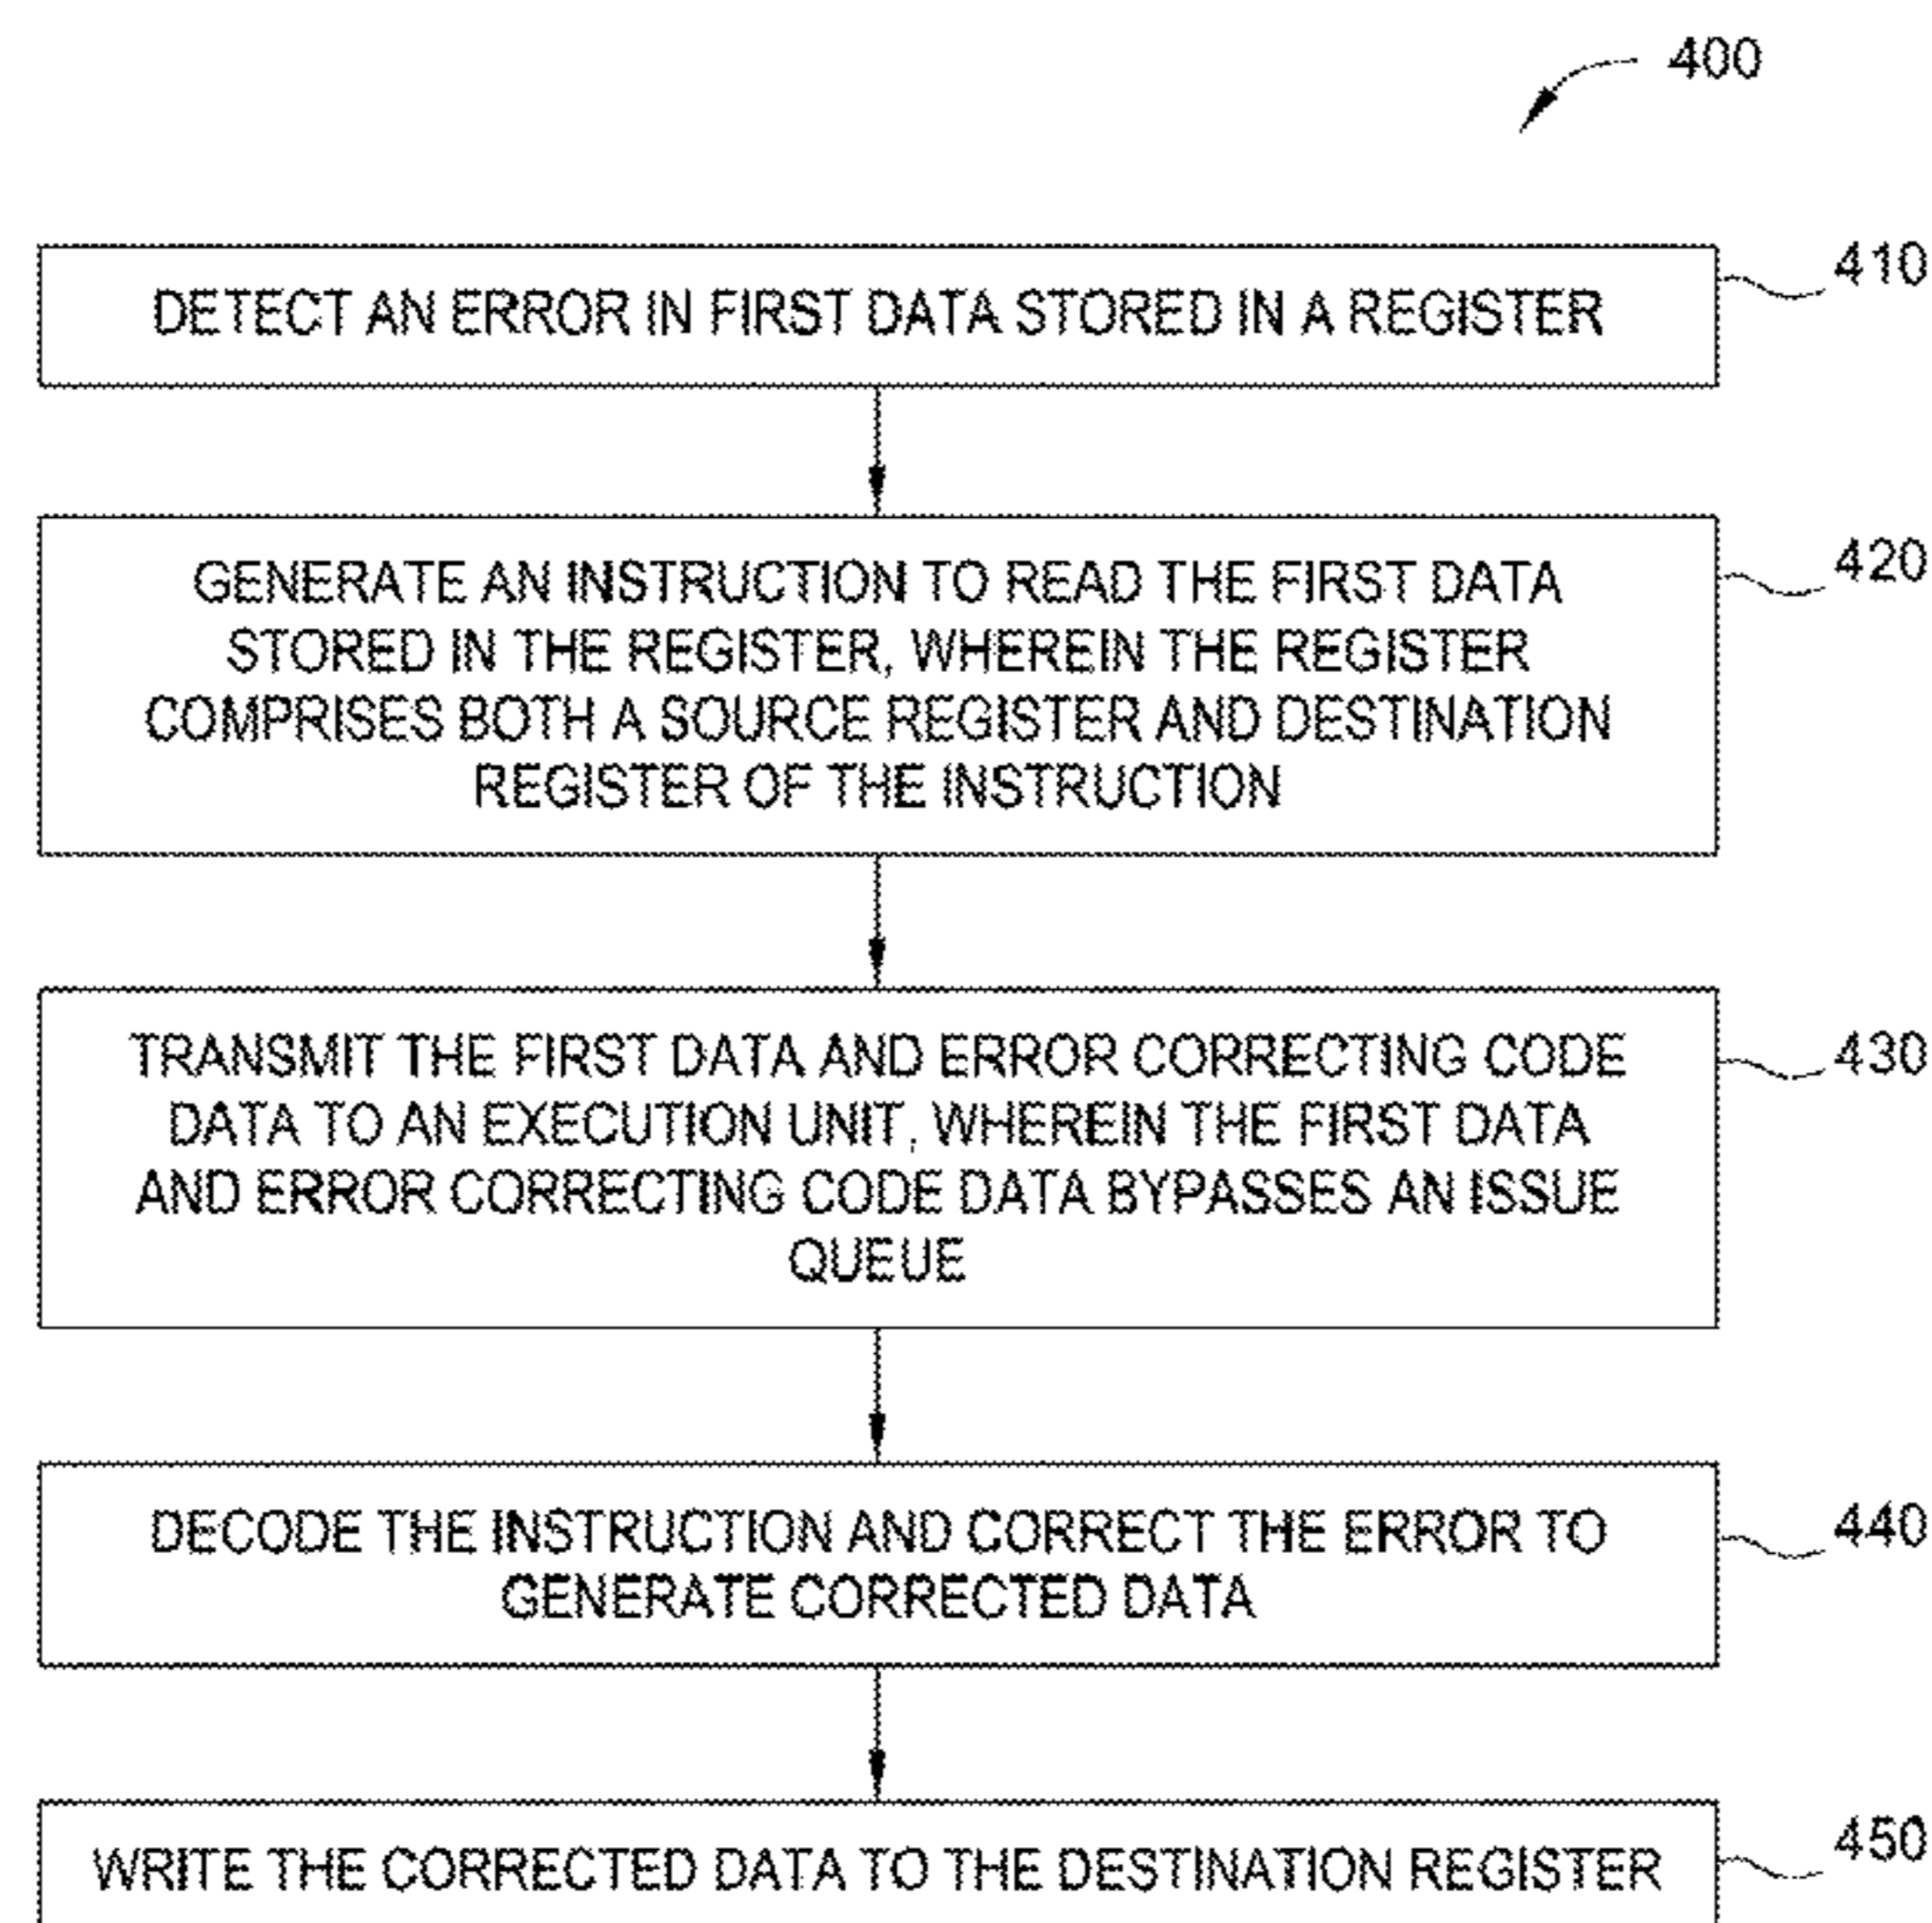 400
DETECT AN ERROR IN FIRST DATA STORED IN A REGISTER
410
GENERATE AN INSTRUCTION TO READ THE FIRST DATA
STORED IN THE REGISTER, WHEREIN THE REGISTER
COMPRISES BOTH A SOURCE REGISTER AND DESTINATION
REGISTER OF THE INSTRUCTION
420
TRANSMIT THE FIRST DATA AND ERROR CORRECTING CODE
DATA TO AN EXECUTION UNIT, WHEREIN THE FIRST DATA
AND ERROR CORRECTING CODE DATA BYPASSES AN ISSUE
QUEUE
430
DECODE THE INSTRUCTION AND CORRECT THE ERROR TO
GENERATE CORRECTED DATA
440
WRITE THE CORRECTED DATA TO THE DESTINATION REGISTER
450